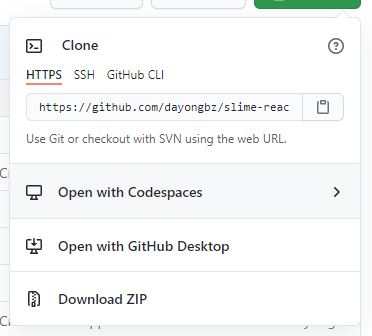 Clone
HTTPS SSH GitHub CLI
https://github.com/dayongbz/slime-reac
Use Git or checkout with SVN using the web URL.
Open with Codespaces
Open with GitHub Desktop
Download ZIP